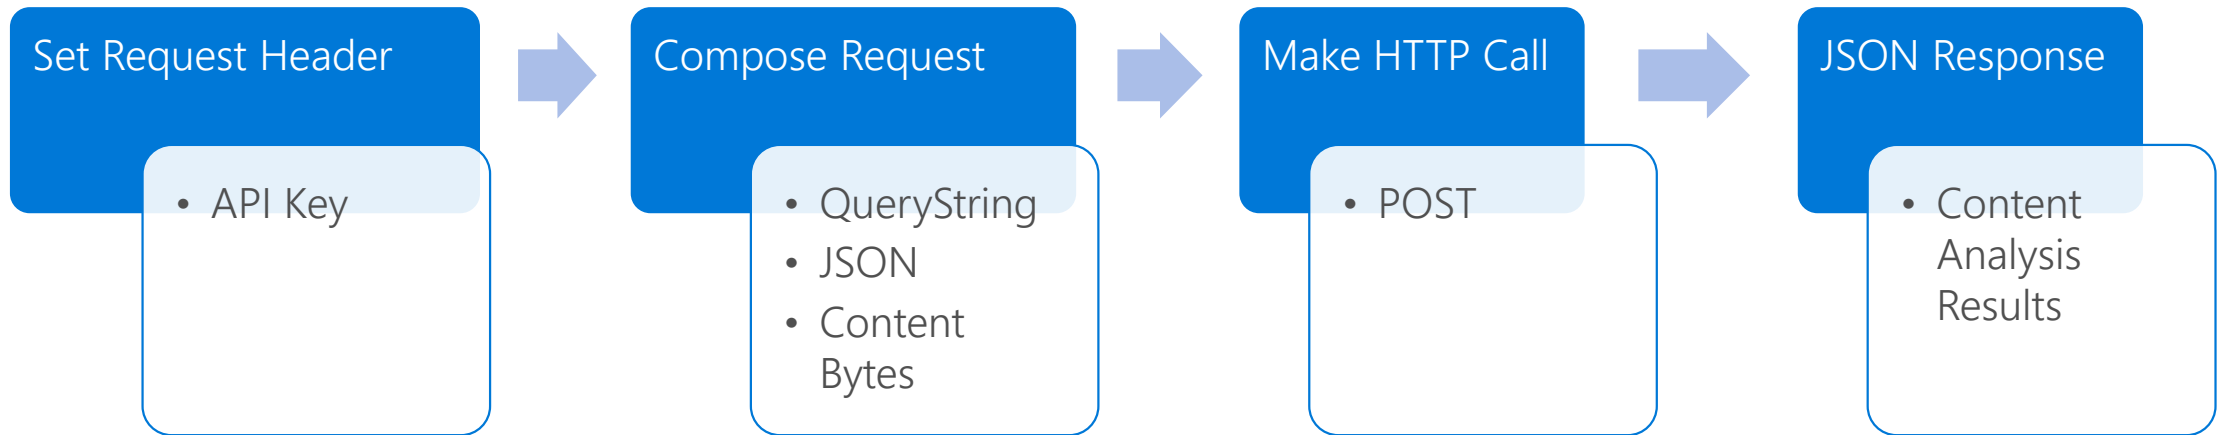 Set Request Header
• API Key
Compose Request
• QueryString
• JSON
• Content
Bytes
Make HTTP Call
• POST
JSON Response
• Content
Analysis
Results